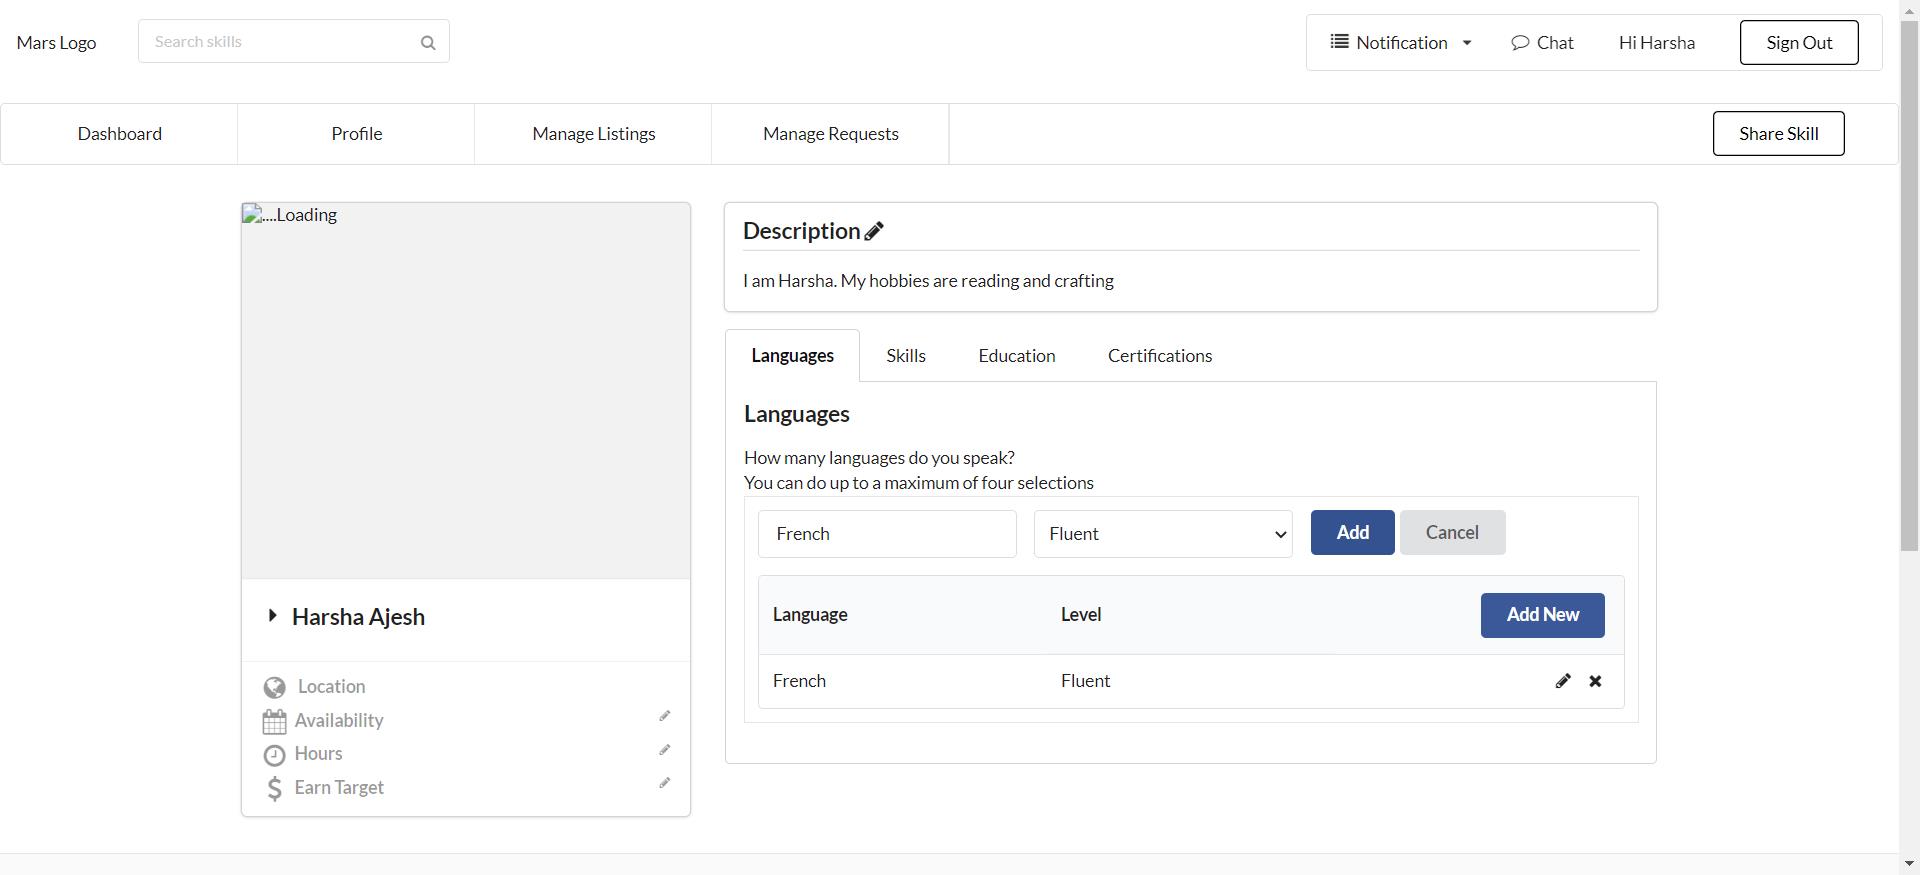 Mars Logo
Search skills
Notification
Chat
Hi Harsha
Sign Out
Dashboard
Profile
Manage Listings
Manage Requests
Share Skill
....Loading
Harsha Ajesh
Location
Availability
Hours
Earn Target
Description
I am Harsha. My hobbies are reading and crafting
Languages
Skills
Education
Certifications
Languages
How many languages do you speak?
You can do up to a maximum of four selections
French
Fluent
Add
Cancel
Language
Level
Add New
French
Fluent